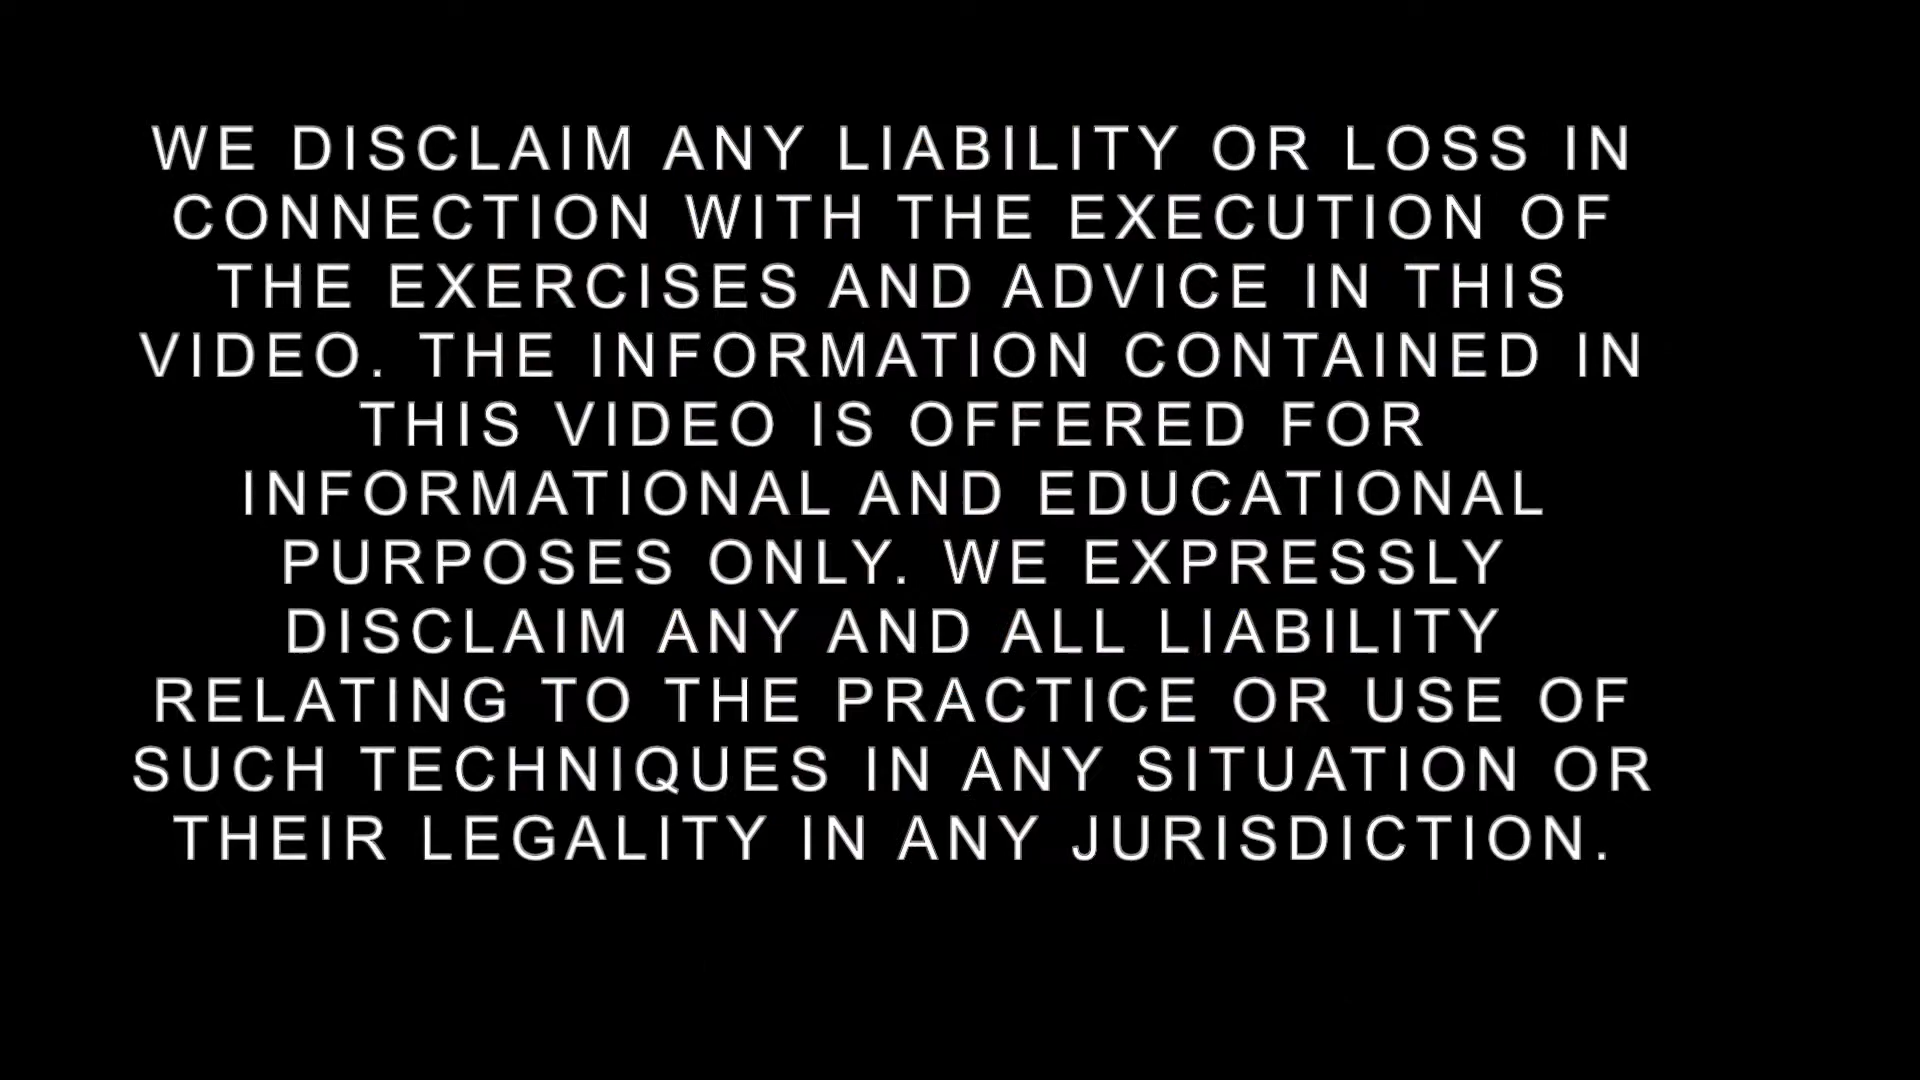 WE DISCLAIM ANY LIABILITY OR LOSS IN
CONNECTION WITH THE EXECUTION OF
THE EXERCISES AND ADVICE IN THIS
VIDEO. THE INFORMATION CONTAINED IN
THIS VIDEO IS OFFERED FOR
INFORMATIONAL AND EDUCATIONAL
PURPOSES ONLY. WE EXPRESSLY
DISCLAIM ANY AND ALL LIABILITY
RELATING TO THE PRACTICE OR USE OF
SUCH TECHNIQUES IN ANY SITUATION OR
THEIR LEGALITY IN ANY JURISDICTION.